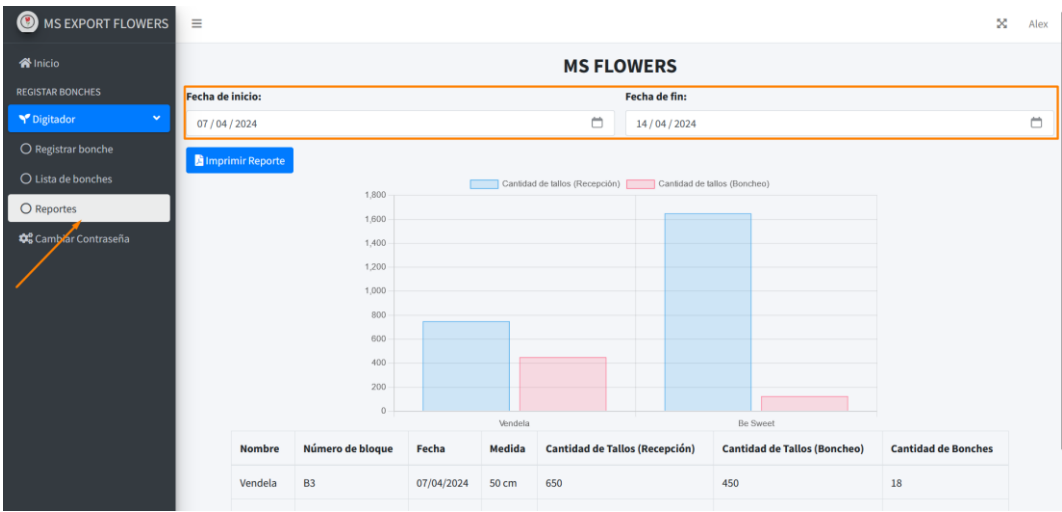 MS EXPORT FLOWERS
Alex
Inicio
REGISTAR BONCHES
Digitador
Registrar bonche
Lista de bonches
Reportes
Cambiar Contraseña
MS FLOWERS
Fecha de inicio: Fecha de fin:
07 / 04 / 2024 14 / 04 / 2024
Imprimir Reporte
Cantidad de tallos (Recepción) Cantidad de tallos (Boncheo)
1,800
1,600
1,400
1,200
1,000
800
600
400
200
0
Vendela Be Sweet
Nombre Número de bloque Fecha Medida Cantidad de Tallos (Recepción) Cantidad de Tallos (Boncheo) Cantidad de Bonches
Vendela B3 07/04/2024 50 cm 650 450 18